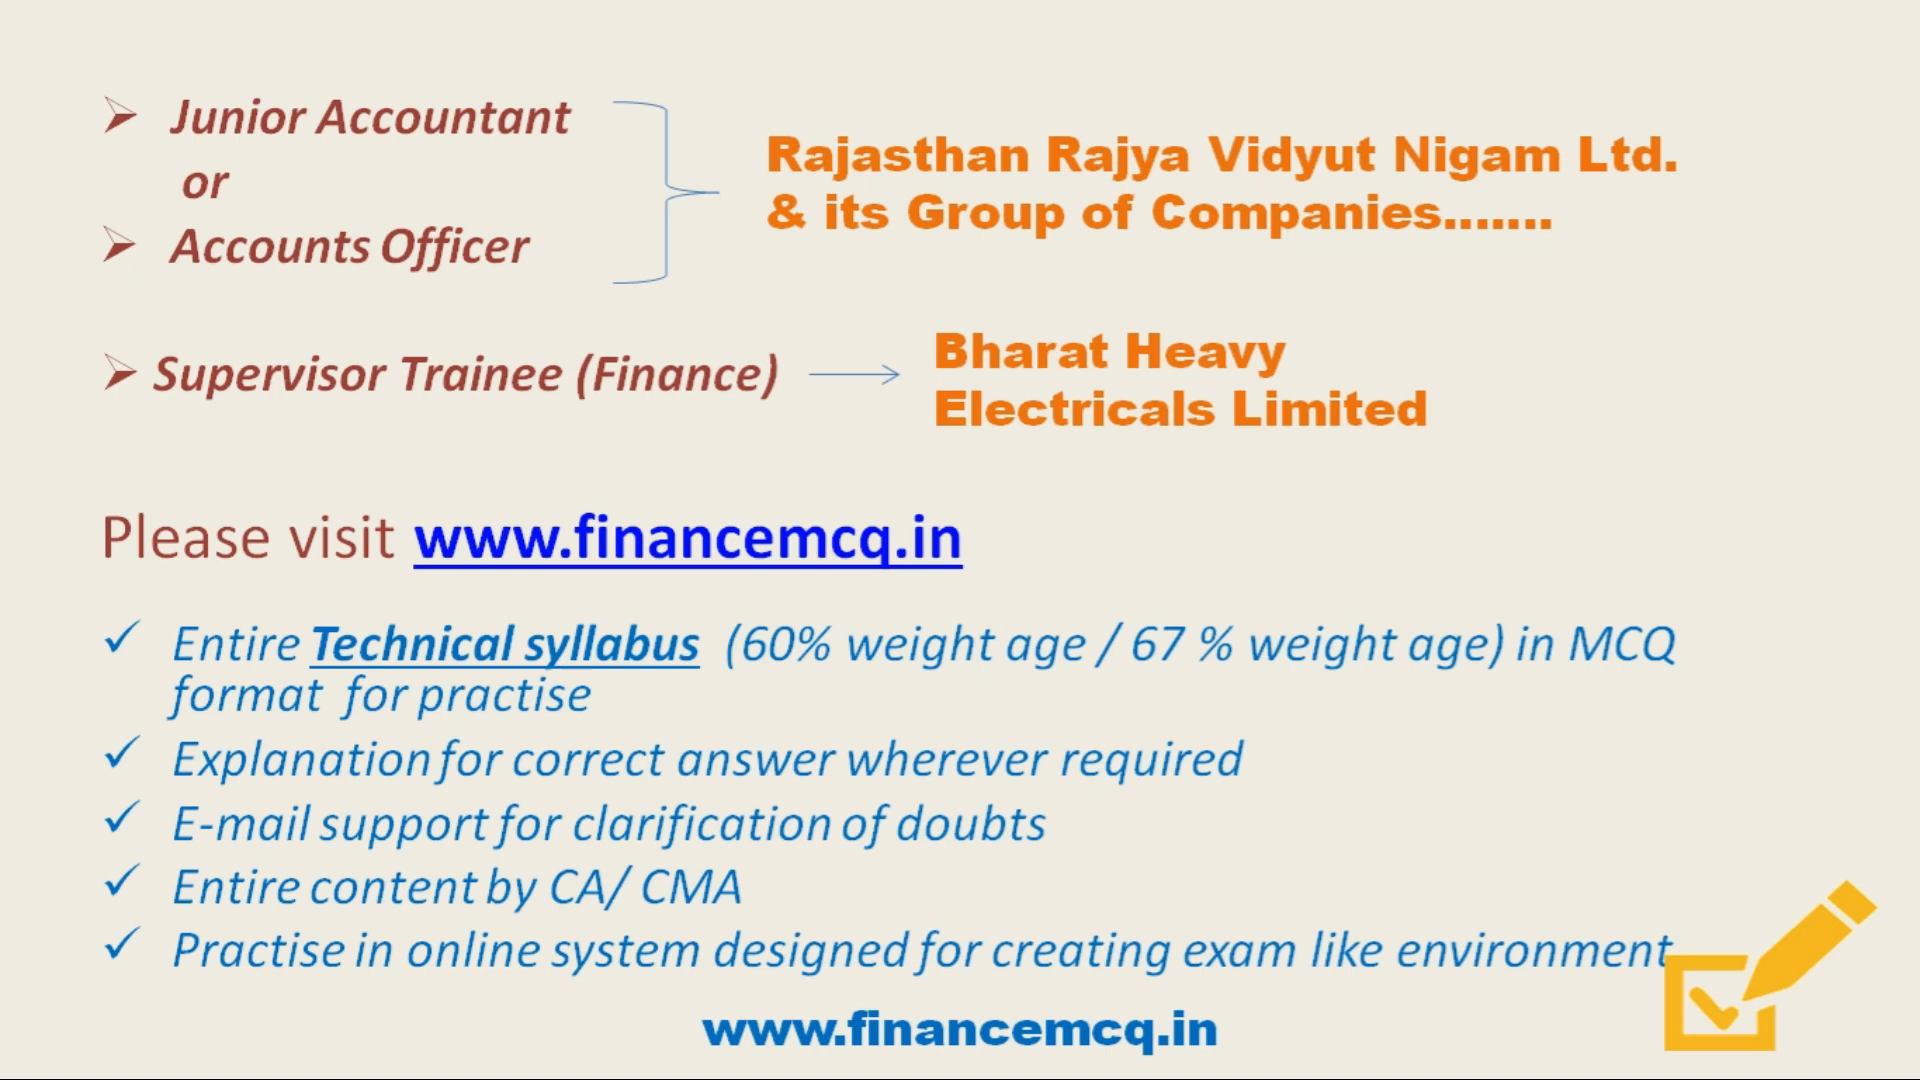 Junior Accountant
or
Accounts Officer
Rajasthan Rajya Vidyut Nigam Ltd.
& its Group of Companies.......
Supervisor Trainee (Finance)
Bharat Heavy
Electricals Limited
Please visit www.financemcq.in
Entire Technical syllabus (60% weight age / 67 % weight age) in MCQ
format for practise
Explanation for correct answer wherever required
E-mail support for clarification of doubts
Entire content by CA/ CMA
Practise in online system designed for creating exam like environment
www.financemcq.in